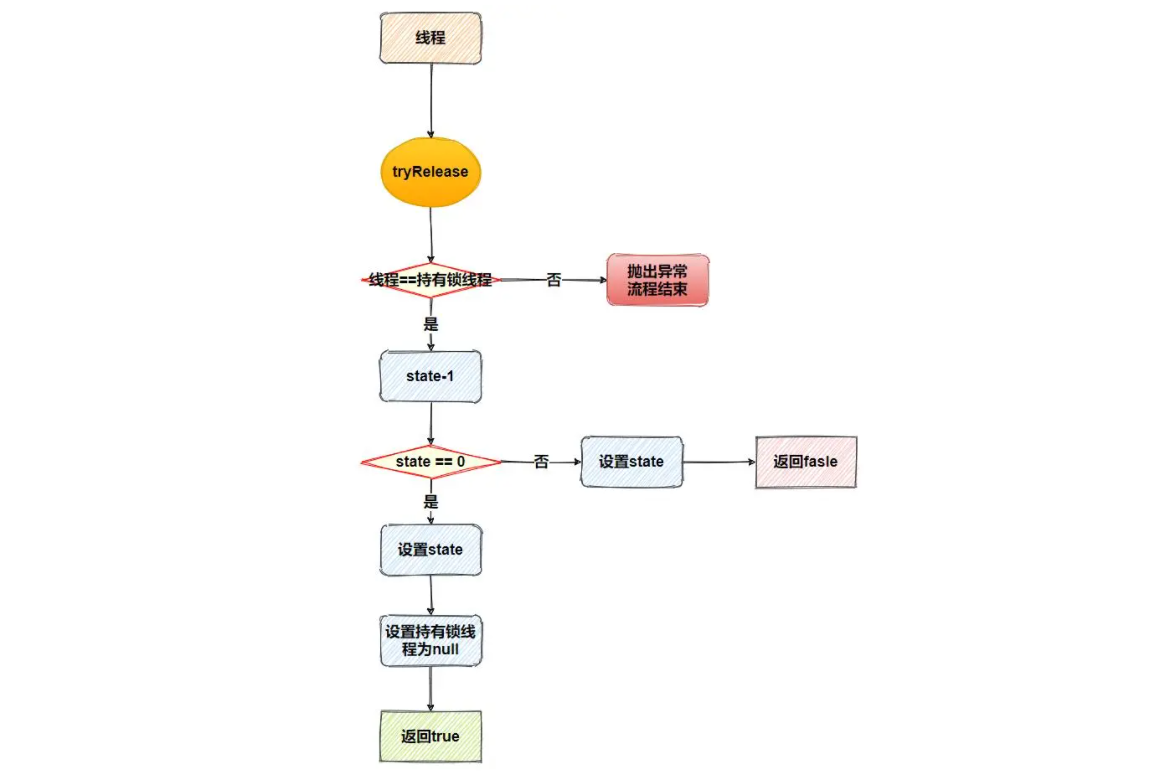 线程
tryRelease
线程==持有锁线程
否
抛出异常
流程结束
是
state-1
state == 0
否
设置state
返回fasle
是
设置state
设置持有锁线
程为null
返回true